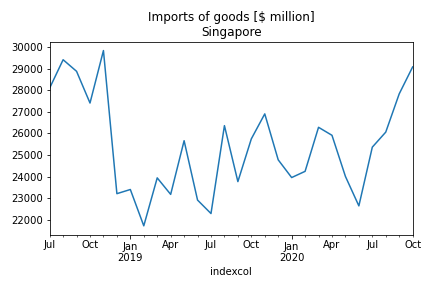 Imports of goods [$ million]
Singapore
30000
29000
28000
27000
26000
25000
24000
23000
22000
Jul Oct Jan Apr Jul Oct Jan Apr Jul Oct
2019 2020
indexcol